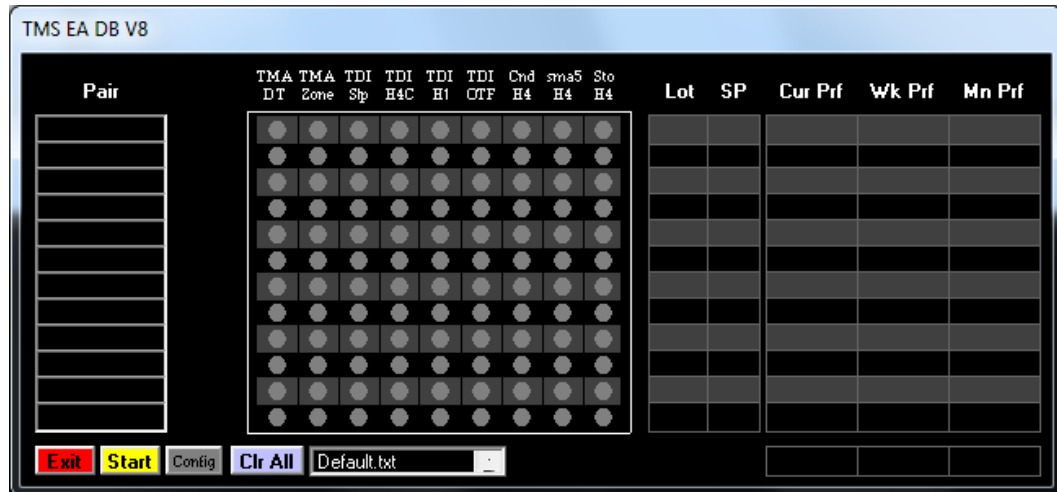 TMS EA DB V8
TMA TMA TDI TDI TDI TDI Cnd sma5 Sto
Pair DT Zone Slp H4C H1 OTF H4 H4 H4 Lot SP Cur Prf Wk Prf Mn Prf
Exit Start Config Clr All Default.txt